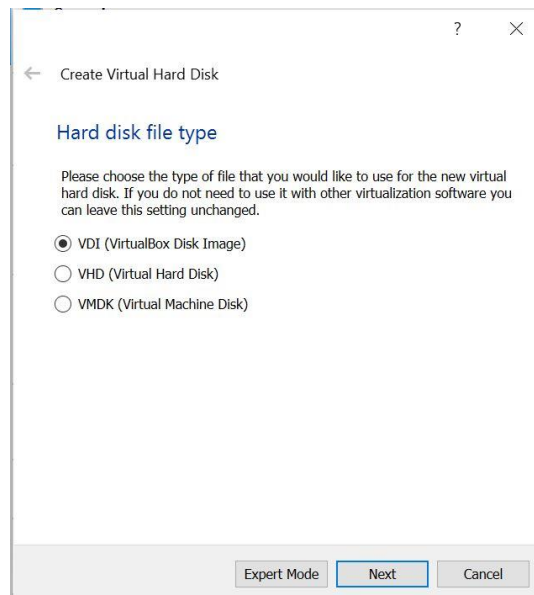 ?
Create Virtual Hard Disk
Hard disk file type
Please choose the type of file that you would like to use for the new virtual
hard disk. If you do not need to use it with other virtualization software you
can leave this setting unchanged.
VDI (VirtualBox Disk Image)
VHD (Virtual Hard Disk)
VMDK (Virtual Machine Disk)
Expert Mode Next Cancel